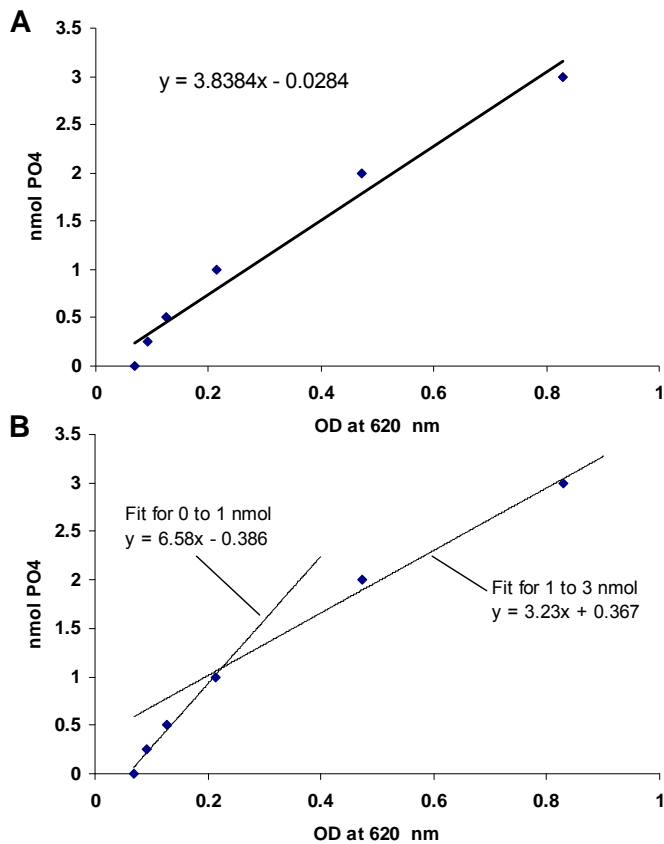 A
3.5
3
2.5
2
1.5
1
0.5
0
nmol PO4
y = 3.8384x - 0.0284
0 0.2 0.4 0.6 0.8 1
OD at 620 nm
B
3.5
3
2.5
2
1.5
1
0.5
0
nmol PO4
Fit for 0 to 1 nmol
y = 6.58x - 0.386
Fit for 1 to 3 nmol
y = 3.23x + 0.367
0 0.2 0.4 0.6 0.8 1
OD at 620 nm